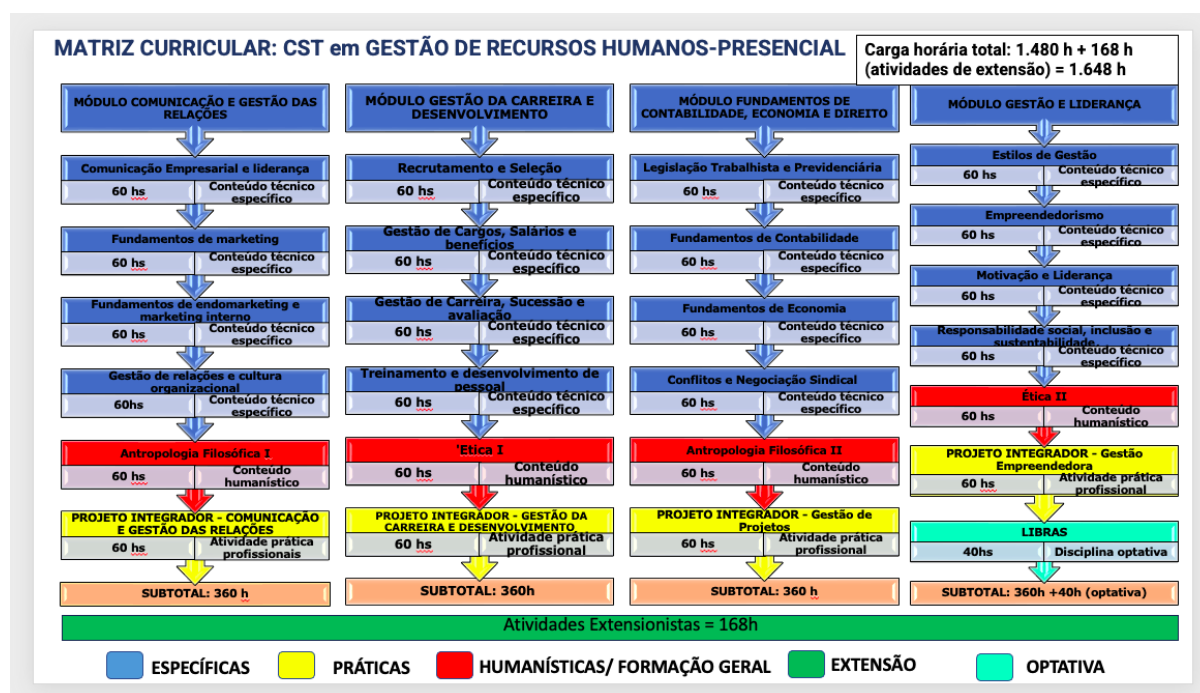 MATRIZ CURRICULAR: CST em GESTÃO DE RECURSOS HUMANOS-PRESENCIAL
Carga horária total: 1.480 h + 168 h
(atividades de extensão) = 1.648 h
MÓDULO COMUNICAÇÃO E GESTÃO DAS
RELAÇÕES
Comunicação Empresarial e liderança
60 hs
Conteúdo técnico
específico
Fundamentos de marketing
60 hs
Conteúdo técnico
específico
Fundamentos de endomarketing e
marketing interno
60 hs
Conteúdo técnico
específico
Gestão de relações e cultura
organizacional
60hs
Conteúdo técnico
específico
Antropologia Filosófica I
60 hs
Conteúdo
humanístico
PROJETO INTEGRADOR - COMUNICAÇÃO
E GESTÃO DAS RELAÇÕES
60 hs
Atividade prática
profissionais
SUBTOTAL: 360 h
MÓDULO GESTÃO DA CARREIRA E
DESENVOLVIMENTO
Recrutamento e Seleção
60 hs
Conteúdo técnico
específico
Gestão de Cargos, Salários e
benefícios
60 hs
Conteúdo técnico
específico
Gestão de Carreira, Sucessão e
avaliação
60 hs
Conteúdo técnico
específico
Treinamento e desenvolvimento de
pessoal
60 hs
Conteúdo técnico
específico
'Etica I
60 hs
Conteúdo
humanístico
PROJETO INTEGRADOR - GESTÃO DA
CARREIRA E DESENVOLVIMENTO
60 hs
Atividade prática
profissional
SUBTOTAL: 360h
MÓDULO FUNDAMENTOS DE
CONTABILIDADE, ECONOMIA E DIREITO
Legislação Trabalhista e Previdenciária
60 hs
Conteúdo técnico
específico
Fundamentos de Contabilidade
60 hs
Conteúdo técnico
específico
Fundamentos de Economia
60 hs
Conteúdo técnico
específico
Conflitos e Negociação Sindical
60 hs
Conteúdo técnico
específico
Antropologia Filosófica II
60 hs
Conteúdo
humanístico
PROJETO INTEGRADOR - Gestão de
Projetos
60 hs
Atividade prática
profissional
SUBTOTAL: 360 h
MÓDULO GESTÃO E LIDERANÇA
Estilos de Gestão
60 hs
Conteúdo técnico
específico
Empreendedorismo
60 hs
Conteúdo técnico
específico
Motivação e Liderança
60 hs
Conteúdo técnico
específico
Responsabilidade social, inclusão e
sustentabilidade.
60 hs
Conteúdo técnico
específico
Ética II
60 hs
Conteúdo
humanístico
PROJETO INTEGRADOR - Gestão
Empreendedora
60 hs
Atividade prática
profissional
LIBRAS
40hs
Disciplina optativa
SUBTOTAL: 360h +40h (optativa)
Atividades Extensionistas = 168h
ESPECÍFICAS
PRÁTICAS
HUMANÍSTICAS/ FORMAÇÃO GERAL
EXTENSÃO
OPTATIVA